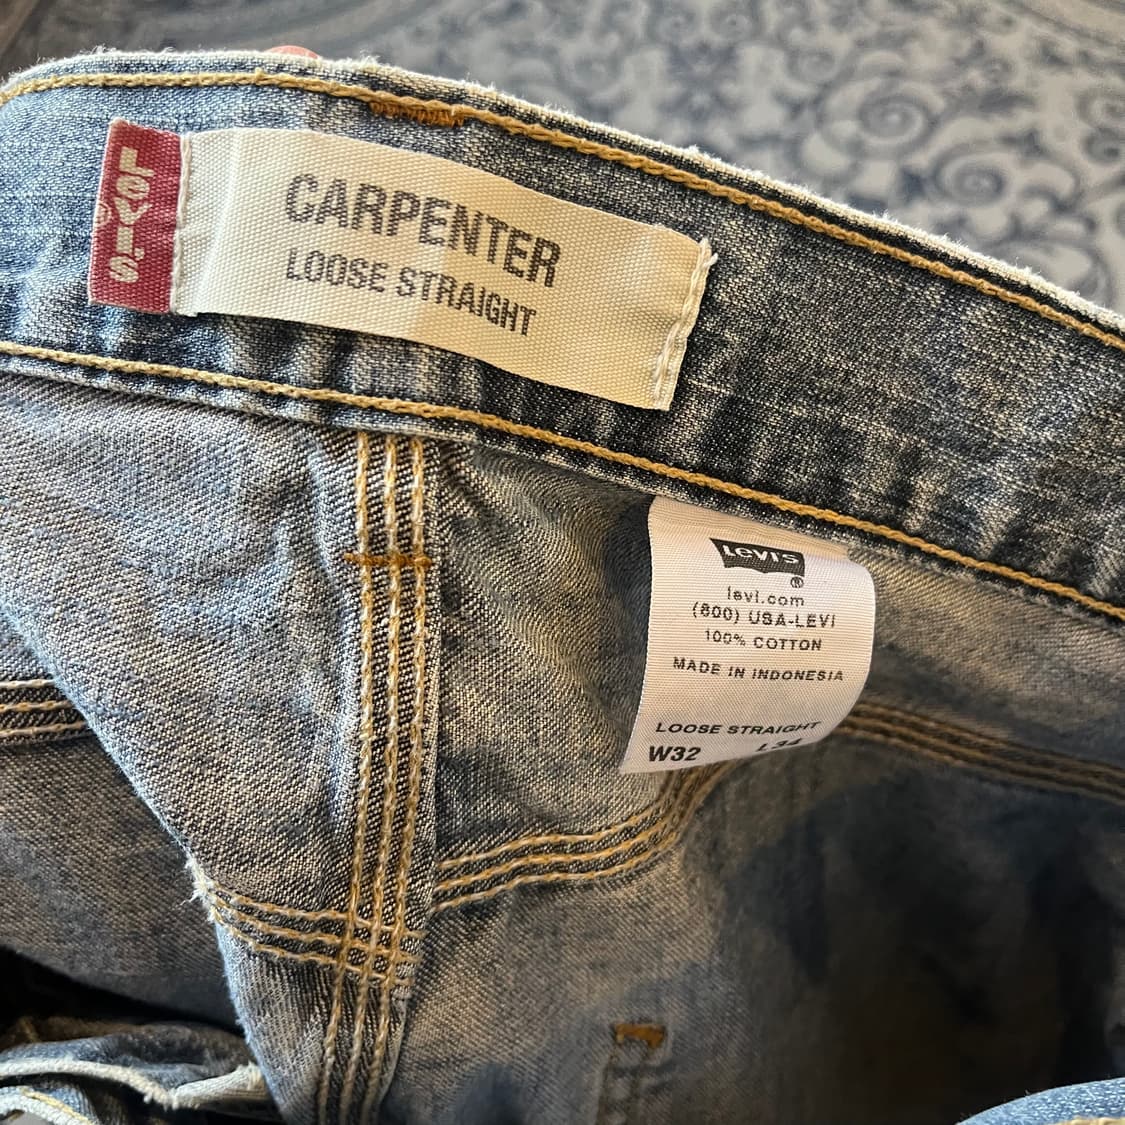 LEVI'S
CARPENTER
LOOSE STRAIGHT
LEVI'S
levi.com
(800) USA-LEVI
100% COTTON
MADE IN INDONESIA
LOOSE STRAIGHT
W32 L34